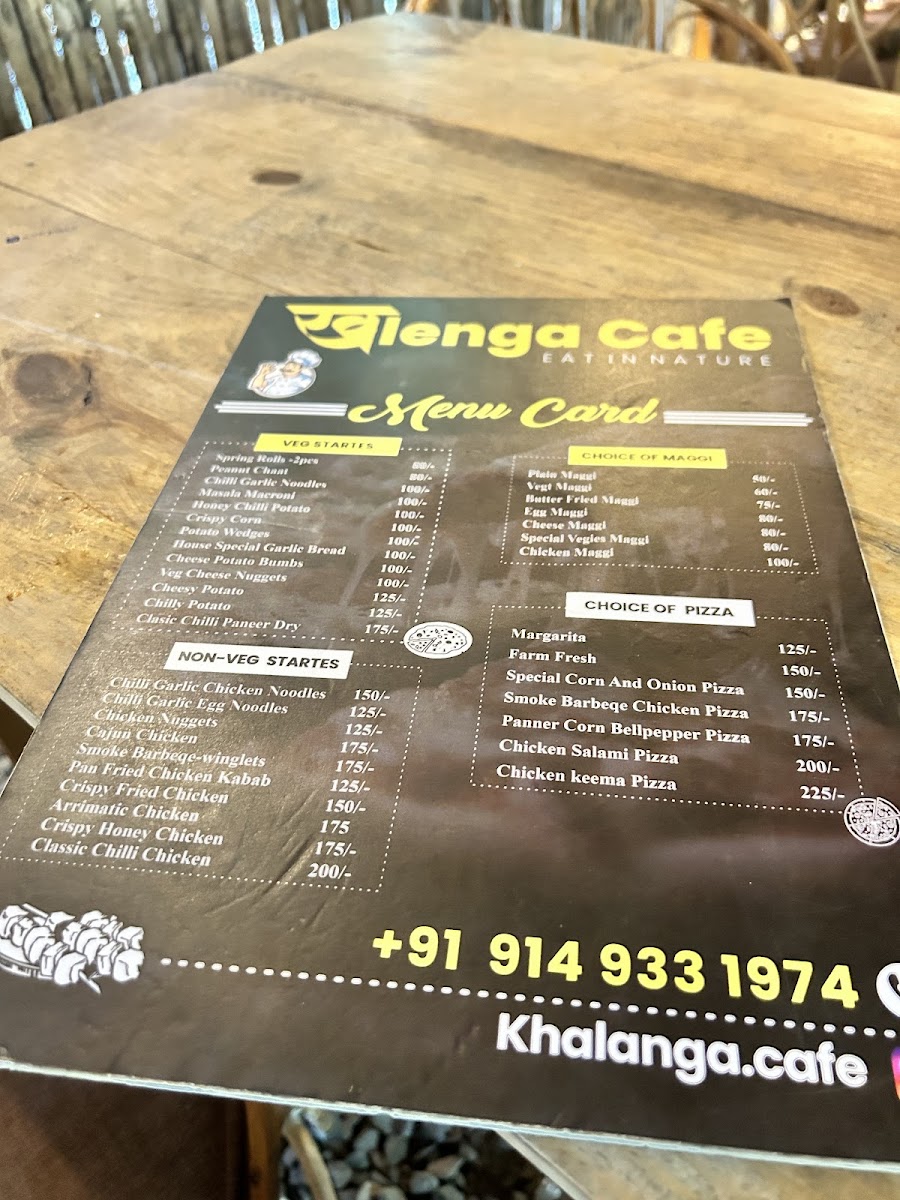 खlenga Cafe
EAT IN NATURE
Menu Card
VEG STARTES
Spring Rolls -2pcs 80/-
Peanut Chaat 80/-
Chilli Garlic Noodles 100/-
Masala Macroni 100/-
Honey Chilli Potato 100/-
Crispy Corn 100/-
Potato Wedges 100/-
House Special Garlic Bread 100/-
Cheese Potato Bumbs 100/-
Veg Cheese Nuggets 100/-
Cheesy Potato 125/-
Chilly Potato 125/-
Clasic Chilli Paneer Dry 175/-
NON-VEG STARTES
Chilli Garlic Chicken Noodles 150/-
Chilli Garlic Egg Noodles 125/-
Chicken Nuggets 125/-
Cajun Chicken 175/-
Smoke Barbeqe-winglets 175/-
Pan Fried Chicken Kabab 125/-
Crispy Fried Chicken 150/-
Arrimatic Chicken 175
Crispy Honey Chicken 175/-
Classic Chilli Chicken 200/-
CHOICE OF MAGGI
Plain Maggi 50/-
Vegt Maggi 60/-
Butter Fried Maggi 75/-
Egg Maggi 80/-
Cheese Maggi 80/-
Special Vegies Maggi 80/-
Chicken Maggi 100/-
CHOICE OF PIZZA
Margarita 125/-
Farm Fresh 150/-
Special Corn And Onion Pizza 150/-
Smoke Barbeqe Chicken Pizza 175/-
Panner Corn Bellpepper Pizza 175/-
Chicken Salami Pizza 200/-
Chicken keema Pizza 225/-
+91 914 933 1974
Khalanga.cafe